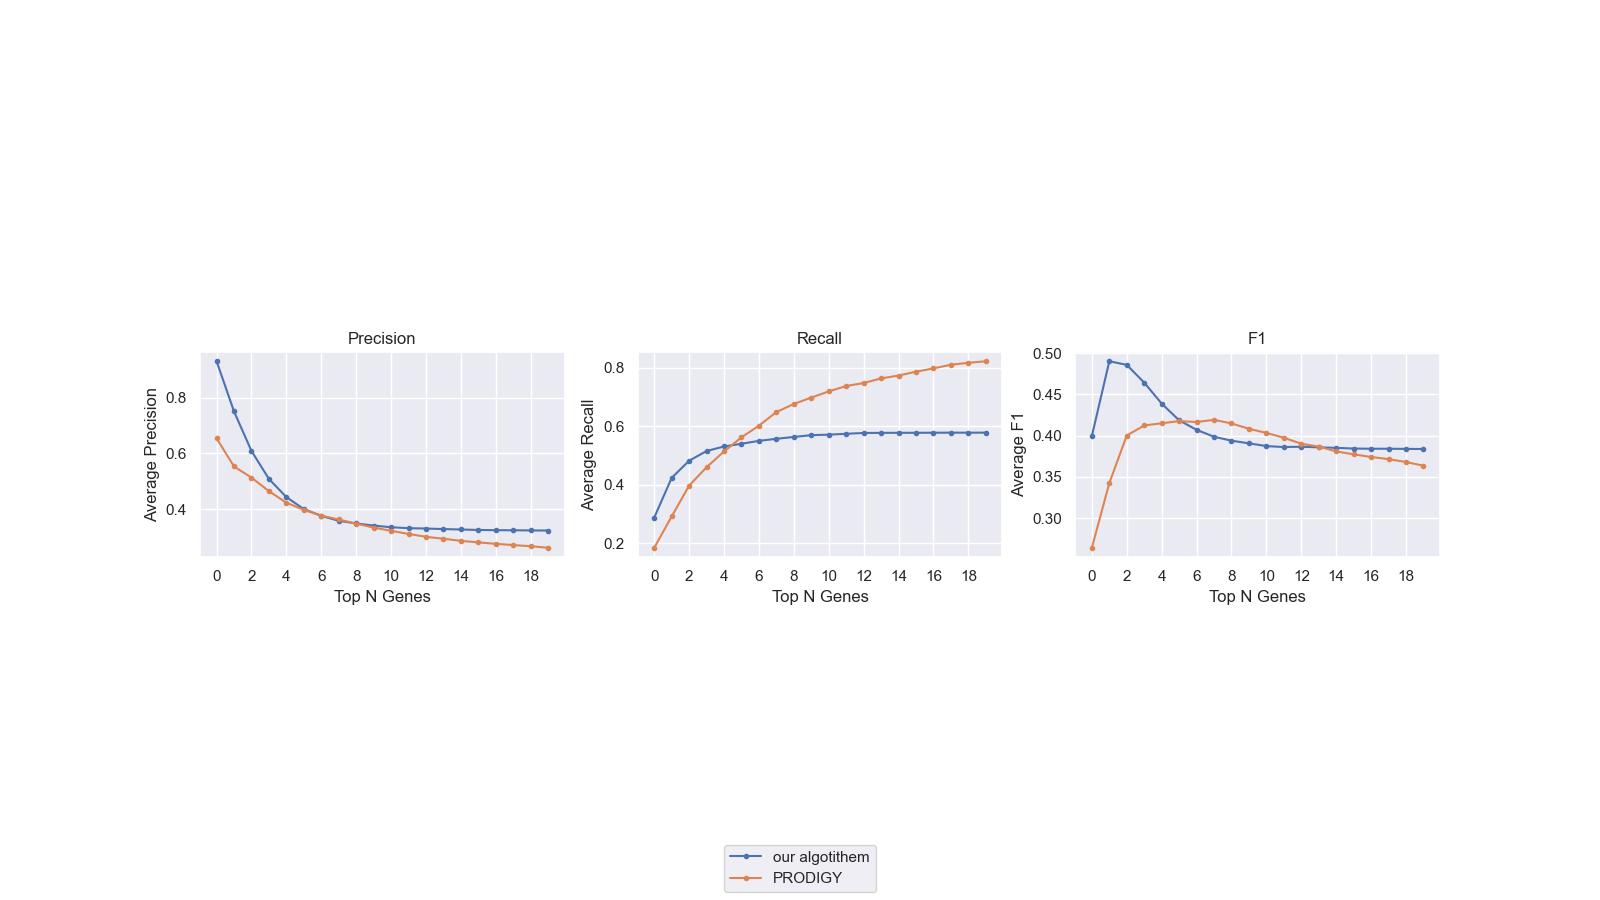 Precision
Average Precision
0.8
0.6
0.4
0 2 4 6 8 10 12 14 16 18
Top N Genes
Recall
Average Recall
0.8
0.6
0.4
0.2
0 2 4 6 8 10 12 14 16 18
Top N Genes
F1
Average F1
0.50
0.45
0.40
0.35
0.30
0 2 4 6 8 10 12 14 16 18
Top N Genes
our algotithem
PRODIGY